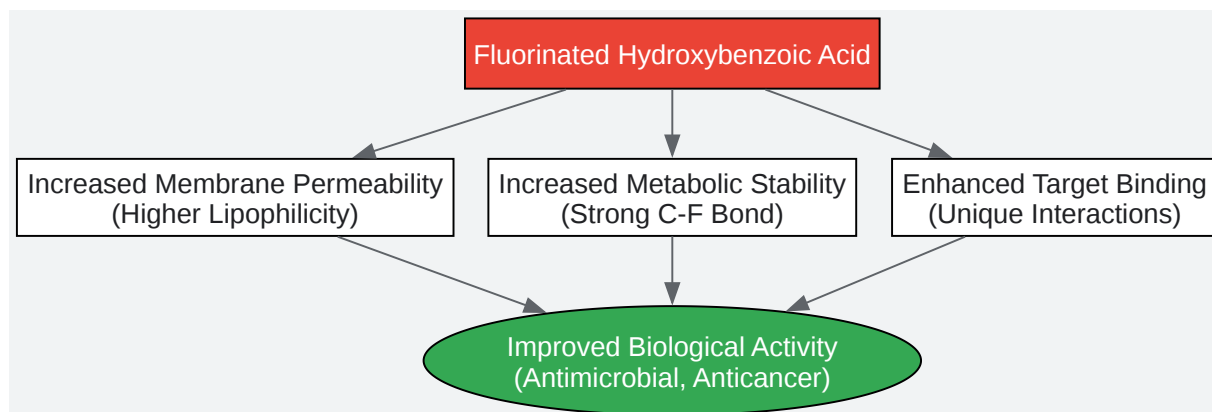 Fluorinated Hydroxybenzoic Acid
Increased Membrane Permeability
(Higher Lipophilicity)
Increased Metabolic Stability
(Strong C-F Bond)
Enhanced Target Binding
(Unique Interactions)
Improved Biological Activity
(Antimicrobial, Anticancer)